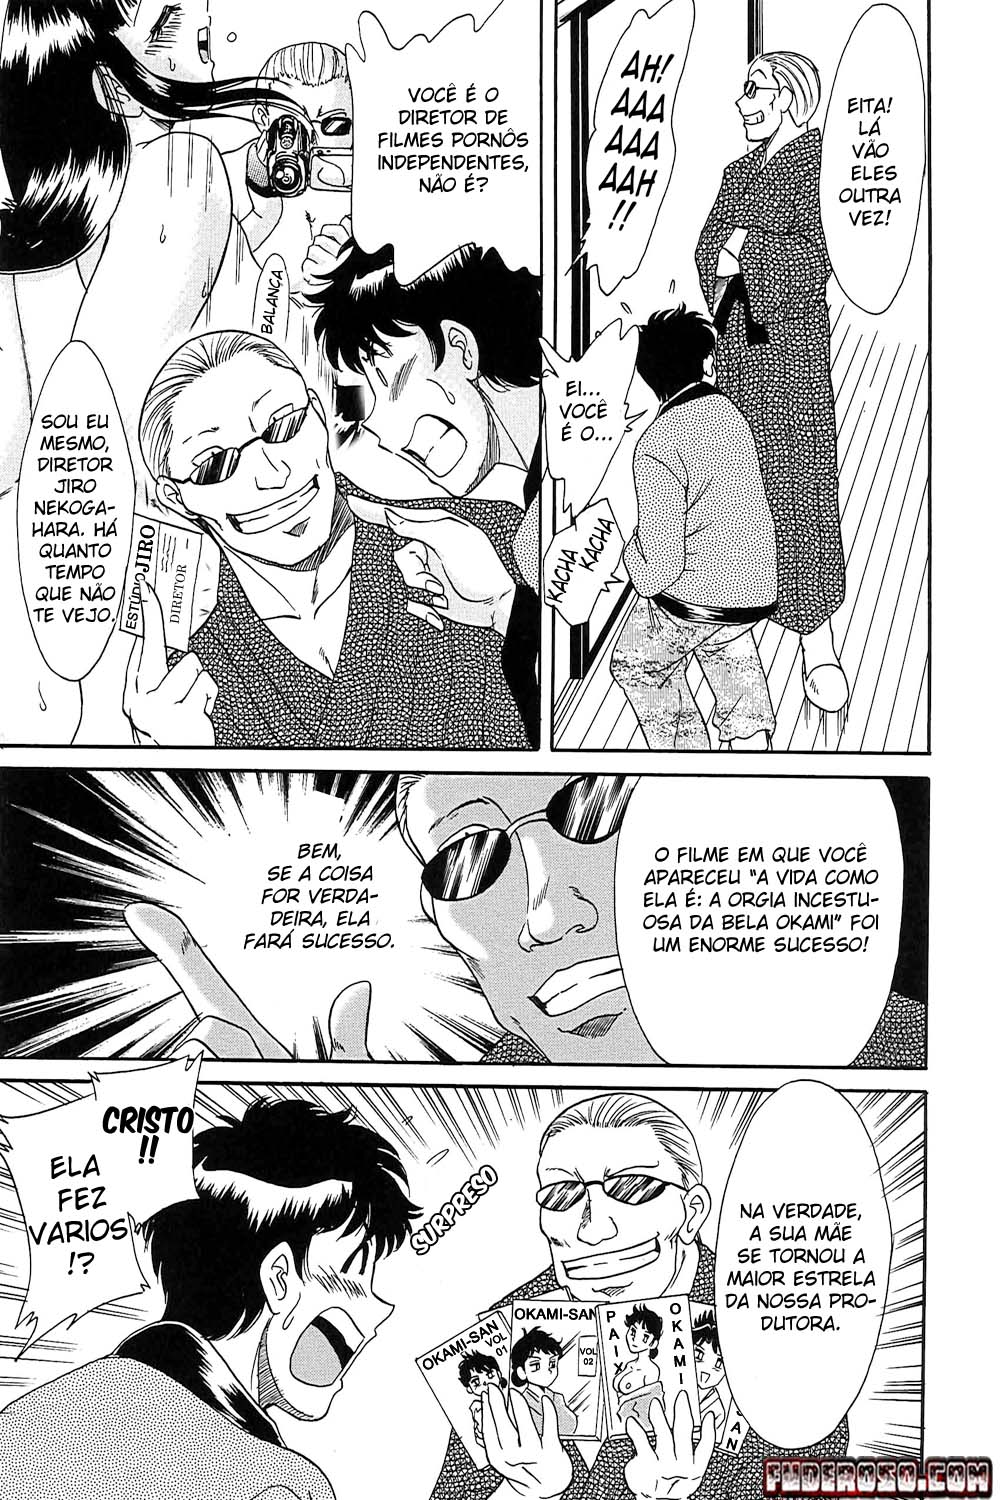 EITA!
LÁ
VÃO
ELES
OUTRA
VEZ!
AH!
AAA
AAA
AAH
!!
EI...
VOCÊ
É O...
KACHA
KACHA
VOCÊ É O
DIRETOR DE
FILMES PORNÔS
INDEPENDENTES,
NÃO É?
BALANÇA
SOU EU
MESMO,
DIRETOR
JIRO
NEKOGA-
HARA. HÁ
QUANTO
TEMPO
QUE NÃO
TE VEJO.
ESTÚDIO JIRO
DIRETOR
O FILME EM QUE VOCÊ
APARECEU "A VIDA COMO
ELA É: A ORGIA INCESTU-
OSA DA BELA OKAMI" FOI
UM ENORME SUCESSO!
BEM,
SE A COISA
FOR VERDA-
DEIRA, ELA
FARÁ SUCESSO.
NA VERDADE,
A SUA MÃE
SE TORNOU A
MAIOR ESTRELA
DA NOSSA PRO-
DUTORA.
OKAMI-SAN
VOL
01
OKAMI-SAN
VOL
02
PAIX
OKAMI
AN
SURPRESO
CRISTO
!!
ELA
FEZ
VARIOS
!?
FUDEROSO.COM